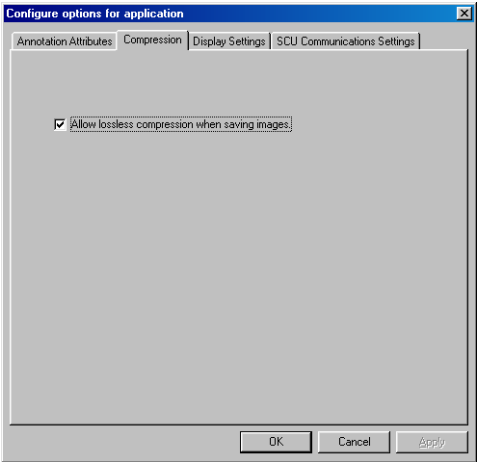 Configure options for application
Annotation Attributes Compression Display Settings SCU Communications Settings
Allow lossless compression when saving images.
OK Cancel Apply